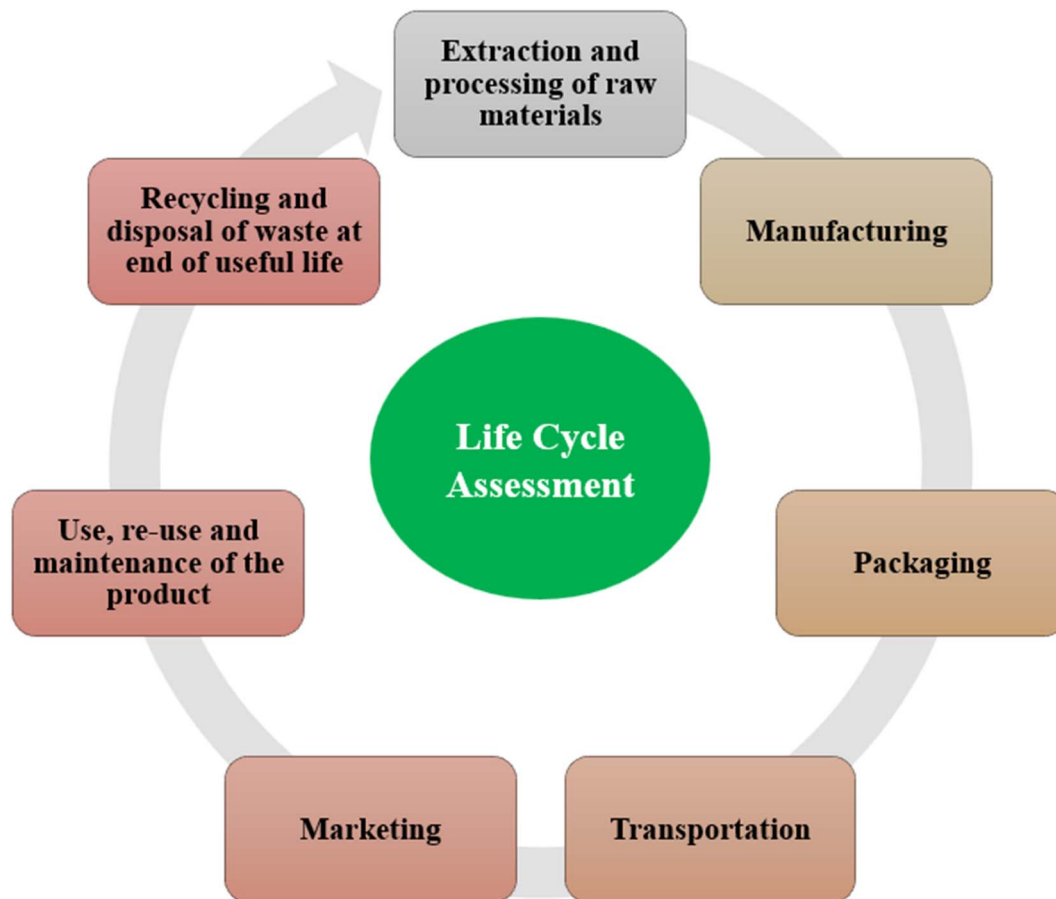 Extraction and
processing of raw
materials
Manufacturing
Packaging
Transportation
Marketing
Use, re-use and
maintenance of the
product
Recycling and
disposal of waste at
end of useful life
Life Cycle
Assessment